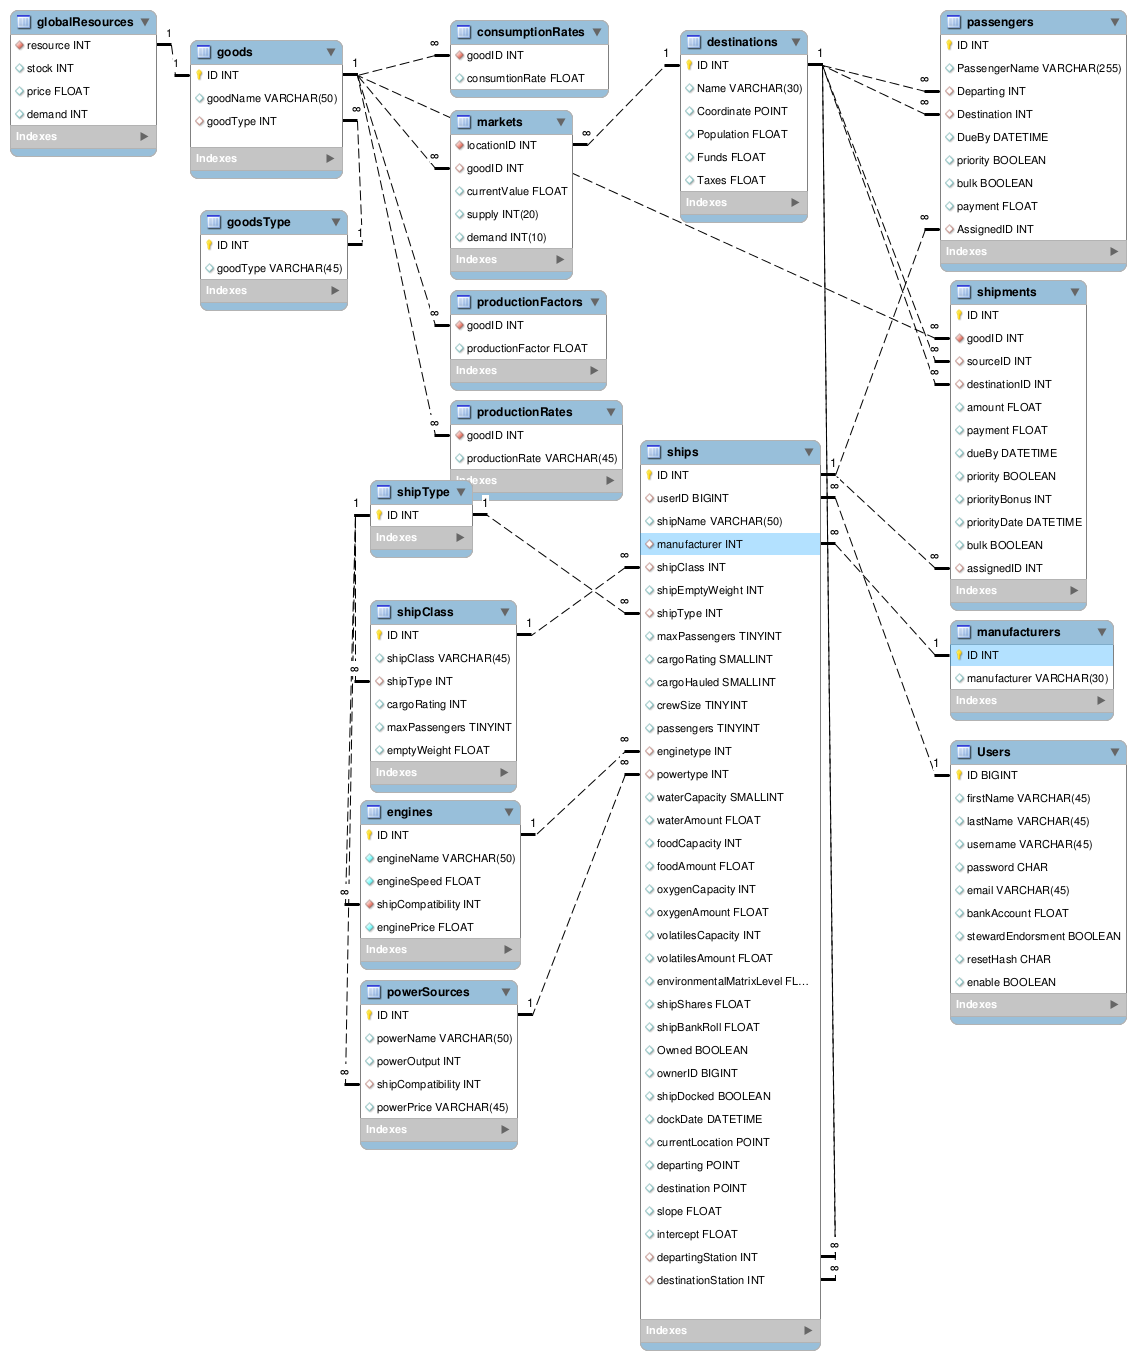 globalResources
resource INT
stock INT
price FLOAT
demand INT
Indexes
1
1
goods
ID INT
goodName VARCHAR(50)
goodType INT
Indexes
1
∞
goodsType
ID INT
goodType VARCHAR(45)
Indexes
1
consumptionRates
goodID INT
consumtionRate FLOAT
∞
markets
locationID INT
goodID INT
currentValue FLOAT
supply INT(20)
demand INT(10)
Indexes
∞
∞
productionFactors
goodID INT
productionFactor FLOAT
Indexes
∞
productionRates
goodID INT
productionRate VARCHAR(45)
Indexes
∞
destinations
ID INT
Name VARCHAR(30)
Coordinate POINT
Population FLOAT
Funds FLOAT
Taxes FLOAT
Indexes
1
1
passengers
ID INT
PassengerName VARCHAR(255)
Departing INT
Destination INT
DueBy DATETIME
priority BOOLEAN
bulk BOOLEAN
payment FLOAT
AssignedID INT
Indexes
∞
∞
∞
shipments
ID INT
goodID INT
sourceID INT
destinationID INT
amount FLOAT
payment FLOAT
dueBy DATETIME
priority BOOLEAN
priorityBonus INT
priorityDate DATETIME
bulk BOOLEAN
assignedID INT
Indexes
∞
∞
∞
∞
shipType
ID INT
Indexes
1
1
shipClass
ID INT
shipClass VARCHAR(45)
shipType INT
cargoRating INT
maxPassengers TINYINT
emptyWeight FLOAT
Indexes
1
∞
engines
ID INT
engineName VARCHAR(50)
engineSpeed FLOAT
shipCompatibility INT
enginePrice FLOAT
Indexes
1
∞
powerSources
ID INT
powerName VARCHAR(50)
powerOutput INT
shipCompatibility INT
powerPrice VARCHAR(45)
Indexes
1
∞
ships
ID INT
userID BIGINT
shipName VARCHAR(50)
manufacturer INT
shipClass INT
shipEmptyWeight INT
shipType INT
maxPassengers TINYINT
cargoRating SMALLINT
cargoHauled SMALLINT
crewSize TINYINT
passengers TINYINT
enginetype INT
powertype INT
waterCapacity SMALLINT
waterAmount FLOAT
foodCapacity INT
foodAmount FLOAT
oxygenCapacity INT
oxygenAmount FLOAT
volatilesCapacity INT
volatilesAmount FLOAT
environmentalMatrixLevel FL...
shipShares FLOAT
shipBankRoll FLOAT
Owned BOOLEAN
ownerID BIGINT
shipDocked BOOLEAN
dockDate DATETIME
currentLocation POINT
departing POINT
destination POINT
slope FLOAT
intercept FLOAT
departingStation INT
destinationStation INT
Indexes
1
∞
∞
∞
∞
∞
∞
∞
∞
manufacturers
ID INT
manufacturer VARCHAR(30)
Indexes
1
Users
ID BIGINT
firstName VARCHAR(45)
lastName VARCHAR(45)
username VARCHAR(45)
password CHAR
email VARCHAR(45)
bankAccount FLOAT
stewardEndorsment BOOLEAN
resetHash CHAR
enable BOOLEAN
Indexes
1